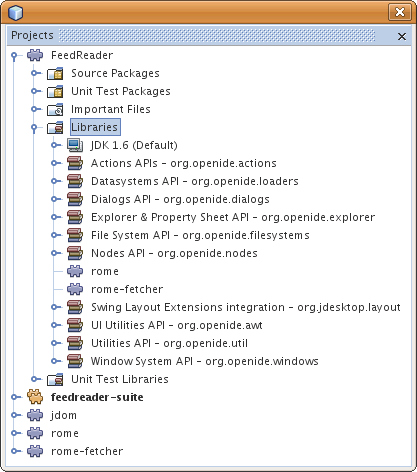 Projects
FeedReader
Source Packages
Unit Test Packages
Important Files
Libraries
JDK 1.6 (Default)
Actions APIs - org.openide.actions
Datasystems API - org.openide.loaders
Dialogs API - org.openide.dialogs
Explorer & Property Sheet API - org.openide.explorer
File System API - org.openide.filesystems
Nodes API - org.openide.nodes
rome
rome-fetcher
Swing Layout Extensions integration - org.jdesktop.layout
UI Utilities API - org.openide.awt
Utilities API - org.openide.util
Window System API - org.openide.windows
Unit Test Libraries
feedreader-suite
jdom
rome
rome-fetcher